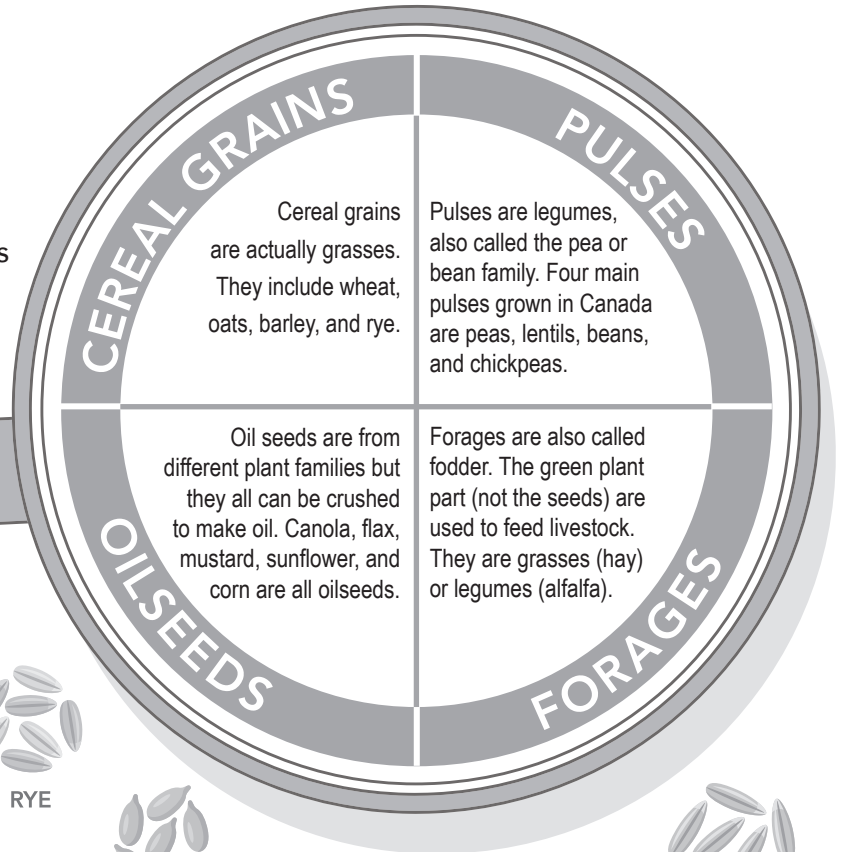 S
CEREAL GRAINS
Cereal grains
are actually grasses.
They include wheat,
oats, barley, and rye.
PULSES
Pulses are legumes,
also called the pea or
bean family. Four main
pulses grown in Canada
are peas, lentils, beans,
and chickpeas.
Oil seeds are from
different plant families but
they all can be crushed
to make oil. Canola, flax,
mustard, sunflower, and
corn are all oilseeds.
OILSEEDS
Forages are also called
fodder. The green plant
part (not the seeds) are
used to feed livestock.
They are grasses (hay)
or legumes (alfalfa).
FORAGES
RYE